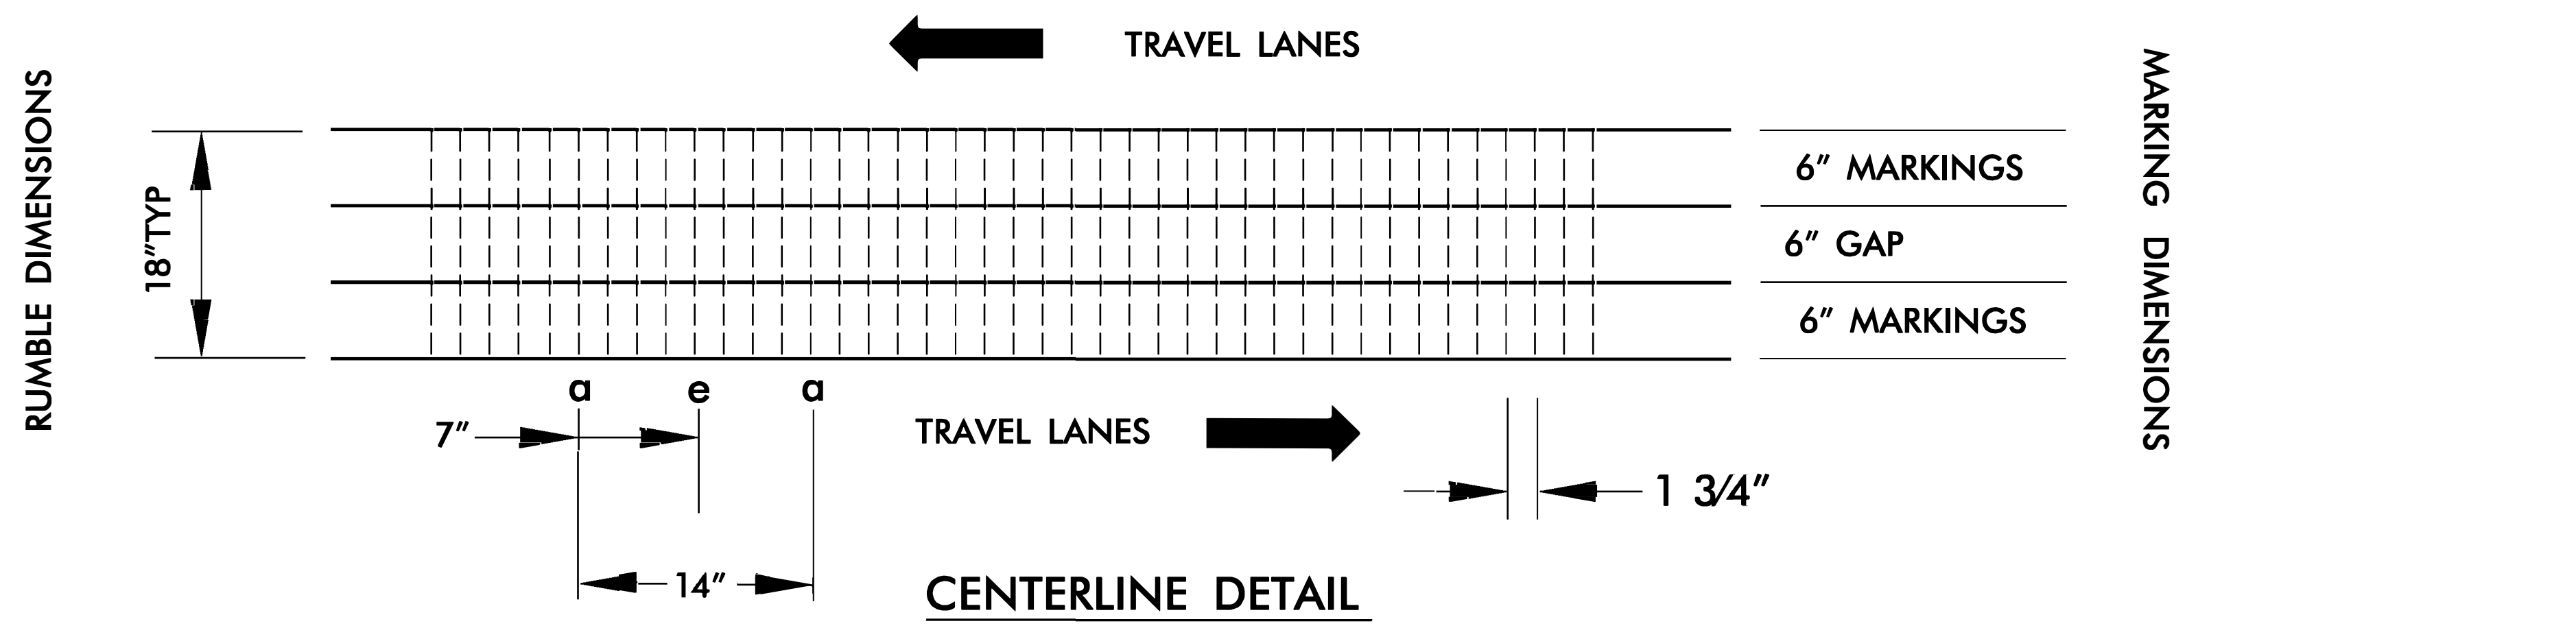 TRAVEL LANES
RUMBLE DIMENSIONS
18"TYP
6" MARKINGS
6" GAP
6" MARKINGS
MARKING DIMENSIONS
a e a
7"
TRAVEL LANES
1 3/4"
14"
CENTERLINE DETAIL